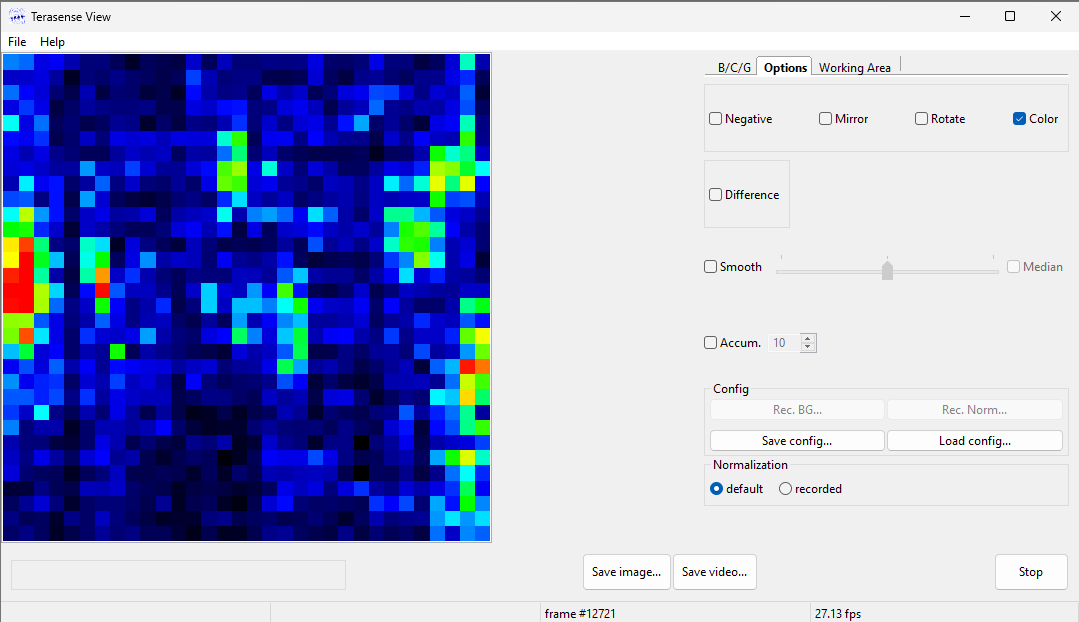 Terasense View
File Help
B/C/G Options Working Area
Negative Mirror Rotate Color
Difference
Smooth Median
Accum. 10
Config
Rec. BG... Rec. Norm...
Save config... Load config...
Normalization
default recorded
Save image... Save video... Stop
frame #12721 27.13 fps